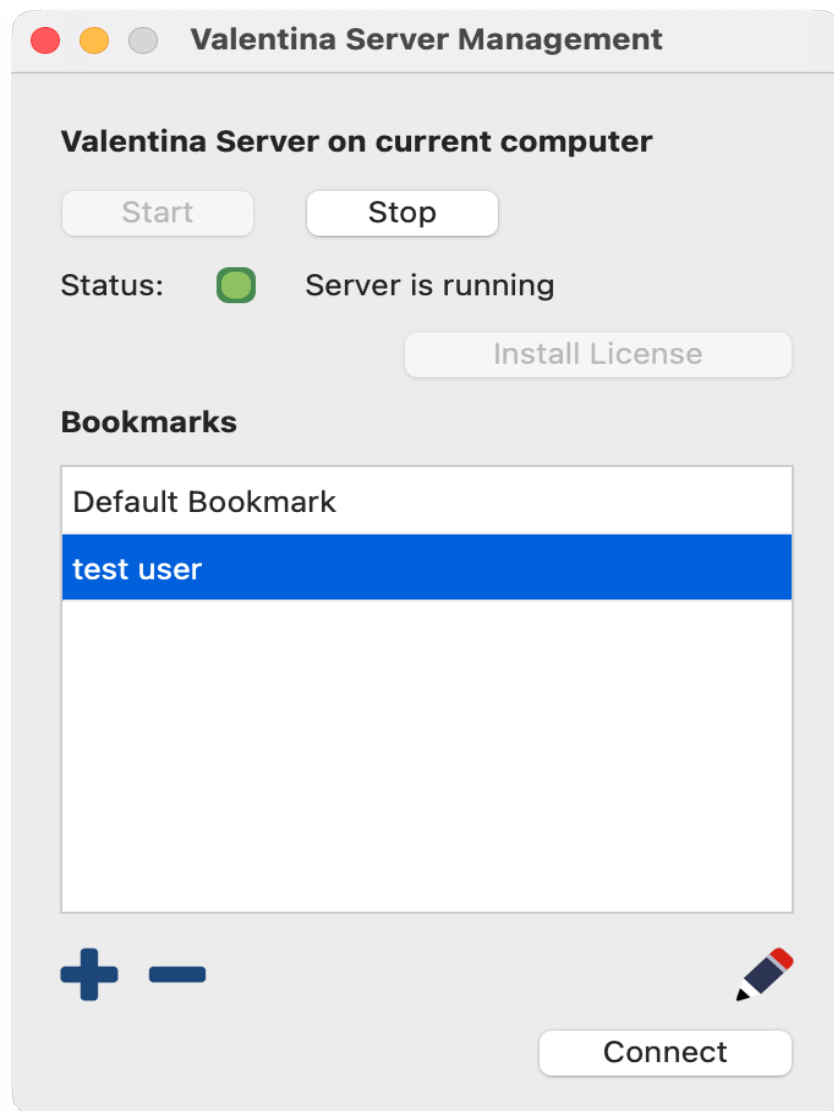 Valentina Server Management
Valentina Server on current computer
Start Stop
Status: Server is running
Install License
Bookmarks
Default Bookmark
test user
Connect